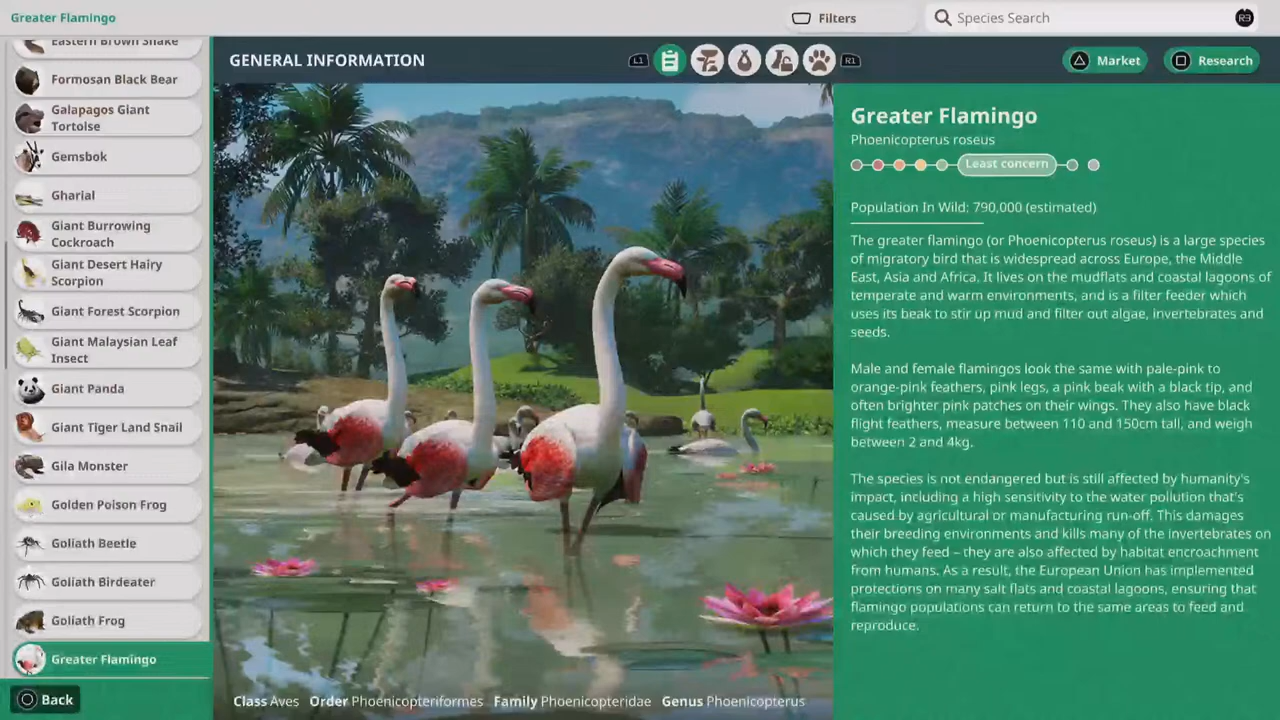 Greater Flamingo
Filters
Species Search
R3
Eastern Brown Snake
Formosan Black Bear
Galapagos Giant
Tortoise
Gemsbok
Gharial
Giant Burrowing
Cockroach
Giant Desert Hairy
Scorpion
Giant Forest Scorpion
Giant Malaysian Leaf
Insect
Giant Panda
Giant Tiger Land Snail
Gila Monster
Golden Poison Frog
Goliath Beetle
Goliath Birdeater
Goliath Frog
Greater Flamingo
Back
GENERAL INFORMATION
L1
R1
Market
Research
Class Aves Order Phoenicopteriformes Family Phoenicopteridae Genus Phoenicopterus
Greater Flamingo
Phoenicopterus roseus
Least concern
Population In Wild: 790,000 (estimated)
The greater flamingo (or Phoenicopterus roseus) is a large species
of migratory bird that is widespread across Europe, the Middle
East, Asia and Africa. It lives on the mudflats and coastal lagoons of
temperate and warm environments, and is a filter feeder which
uses its beak to stir up mud and filter out algae, invertebrates and
seeds.
Male and female flamingos look the same with pale-pink to
orange-pink feathers, pink legs, a pink beak with a black tip, and
often brighter pink patches on their wings. They also have black
flight feathers, measure between 110 and 150cm tall, and weigh
between 2 and 4kg.
The species is not endangered but is still affected by humanity's
impact, including a high sensitivity to the water pollution that's
caused by agricultural or manufacturing run-off. This damages
their breeding environments and kills many of the invertebrates on
which they feed – they are also affected by habitat encroachment
from humans. As a result, the European Union has implemented
protections on many salt flats and coastal lagoons, ensuring that
flamingo populations can return to the same areas to feed and
reproduce.